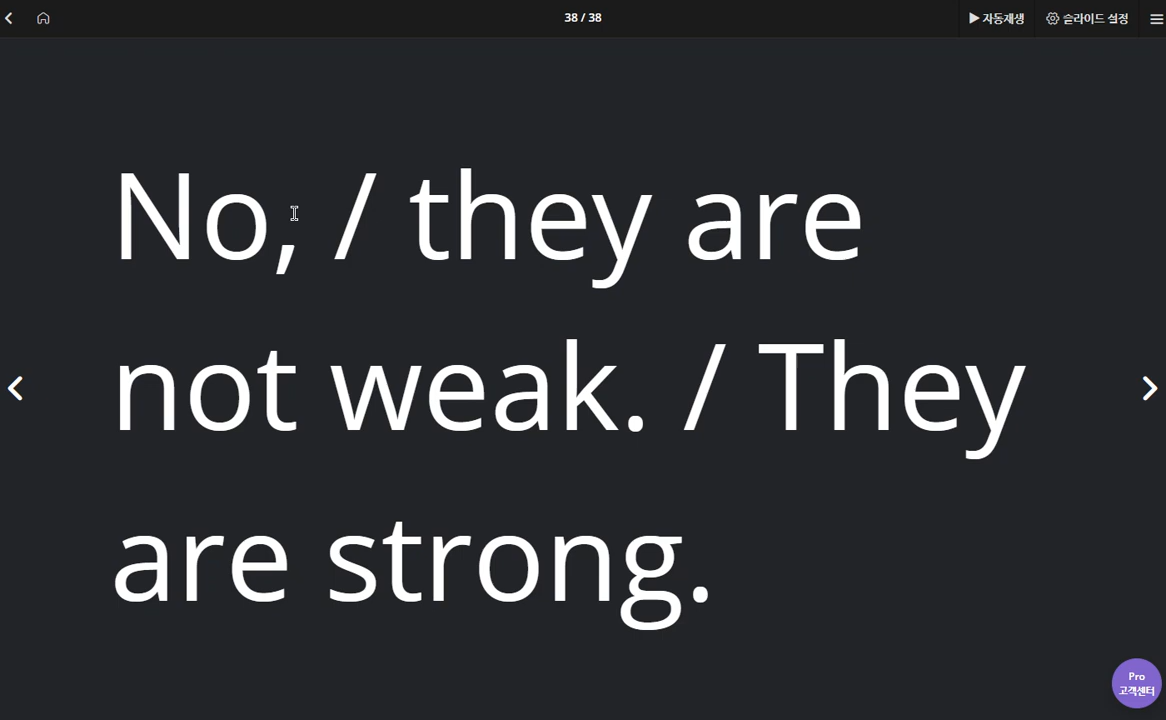 38 / 38
▶ 자동재생
슬라이드 설정
No, / they are
not weak. / They
are strong.
Pro
고객센터